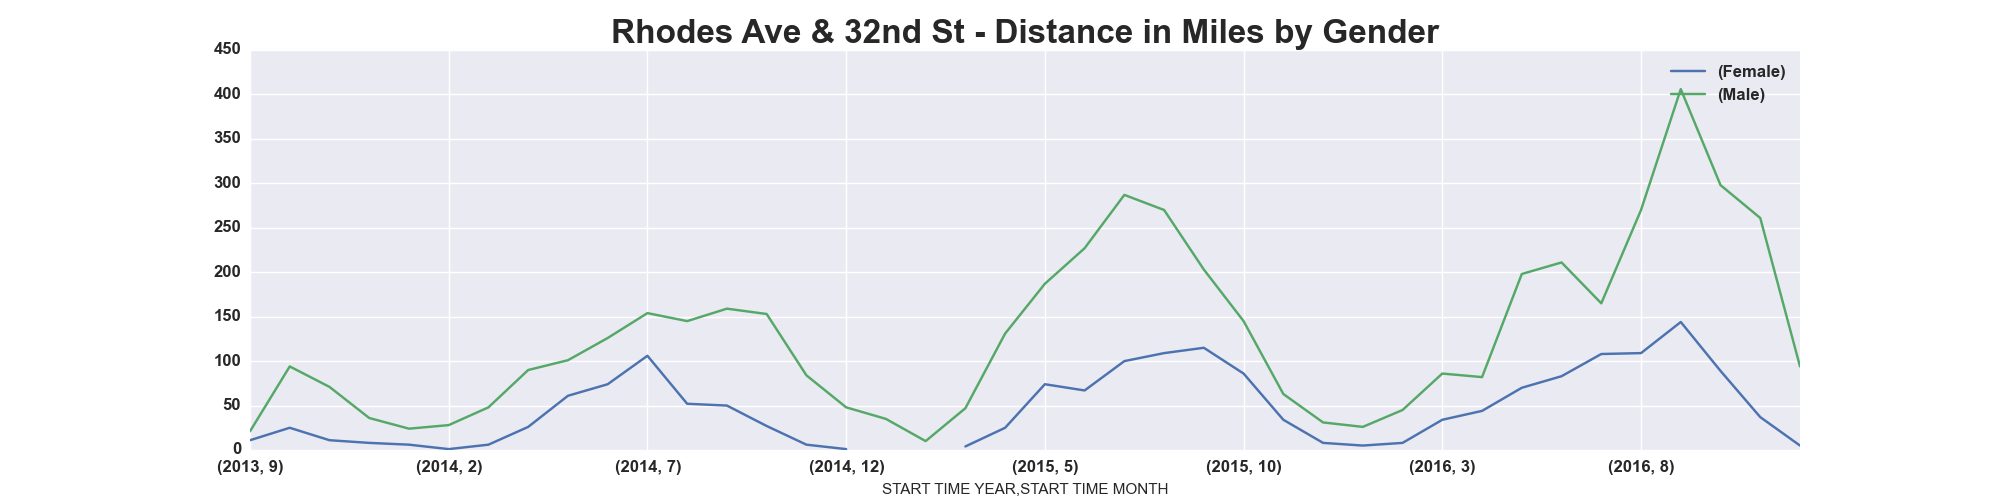 Rhodes Ave & 32nd St - Distance in Miles by Gender
450
400
350
300
250
200
150
100
50
0
(Female)
(Male)
(2013, 9) (2014, 2) (2014, 7) (2014, 12) (2015, 5) (2015, 10) (2016, 3) (2016, 8)
START TIME YEAR,START TIME MONTH